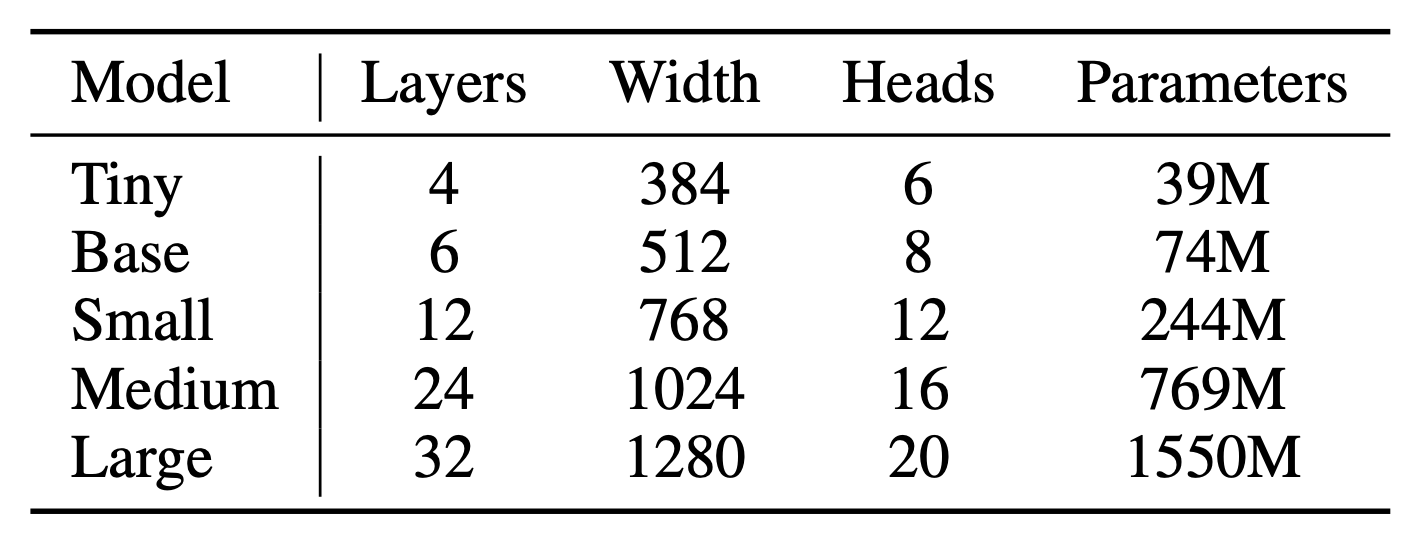 Model Layers Width Heads Parameters
Tiny 4 384 6 39M
Base 6 512 8 74M
Small 12 768 12 244M
Medium 24 1024 16 769M
Large 32 1280 20 1550M